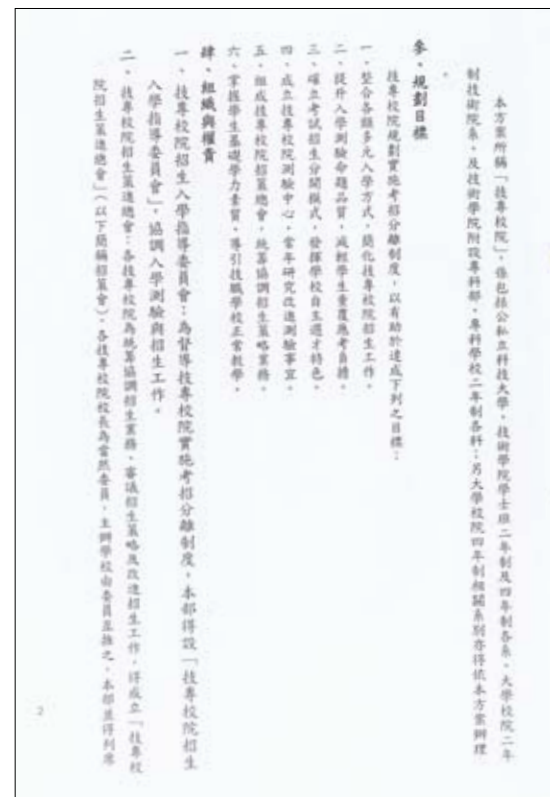 本方案所稱「技專校院」，係包括公私立科技大學、技術學院學士班二年制及四年制各系、大學校院二年
制技術院系、及技術學院附設專科部、專科學校二年制各科；另大學校院四年制相關系別亦得依本方案辦理
。
參、規劃目標
技專校院規劃實施考招分離制度，以有助於達成下列之目標：
一、整合各類多元入學方式，簡化技專校院招生工作。
二、提升入學測驗命題品質，減輕學生重覆應考負擔。
三、確立考試招生分開模式，發揮學校自主選才特色。
四、成立技專校院測驗中心，常年研究改進測驗事宜。
五、組成技專校院招策總會，統籌協調招生策略業務。
六、掌握學生基礎學力素質，導引技職學校正常教學。
肆、組織與權責
一、技專校院招生入學指導委員會：為督導技專校院實施考招分離制度，本部得設「技專校院招生
入學指導委員會」，協調入學測驗與招生工作。
二、技專校院招生策進總會：各技專校院為統籌協調招生業務、審議招生策略及改進招生工作，得成立「技專校
院招生策進總會」（以下簡稱招策會），各技專校院校長為當然委員，主辦學校由委員互推之，本部並得列席
2